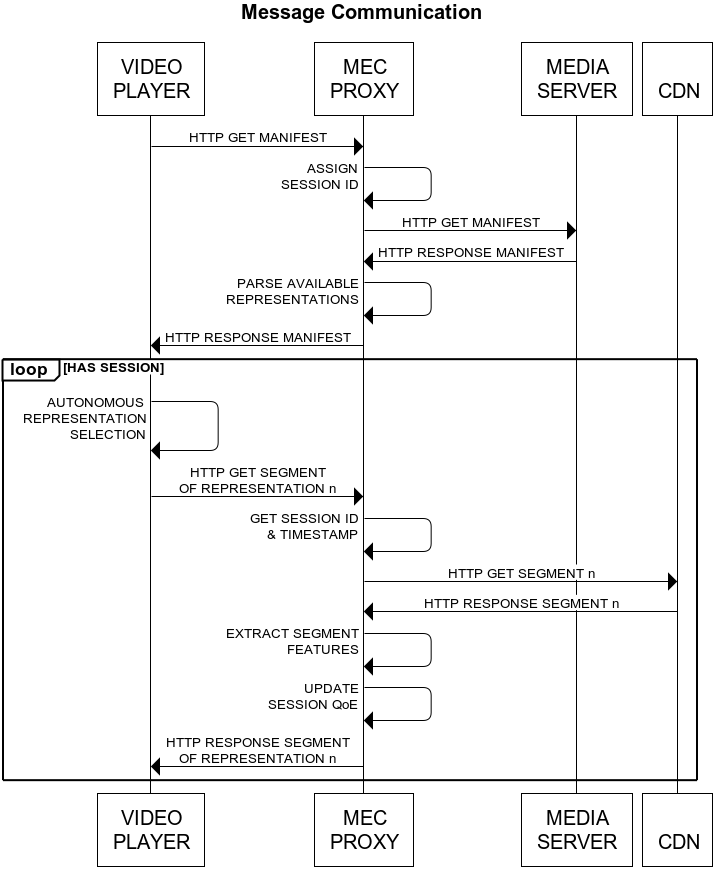 Message Communication
VIDEO
PLAYER
MEC
PROXY
MEDIA
SERVER
CDN
HTTP GET MANIFEST
ASSIGN
SESSION ID
HTTP GET MANIFEST
HTTP RESPONSE MANIFEST
PARSE AVAILABLE
REPRESENTATIONS
HTTP RESPONSE MANIFEST
loop [HAS SESSION]
AUTONOMOUS
REPRESENTATION
SELECTION
HTTP GET SEGMENT
OF REPRESENTATION n
GET SESSION ID
& TIMESTAMP
HTTP GET SEGMENT n
HTTP RESPONSE SEGMENT n
EXTRACT SEGMENT
FEATURES
UPDATE
SESSION QoE
HTTP RESPONSE SEGMENT
OF REPRESENTATION n
VIDEO
PLAYER
MEC
PROXY
MEDIA
SERVER
CDN